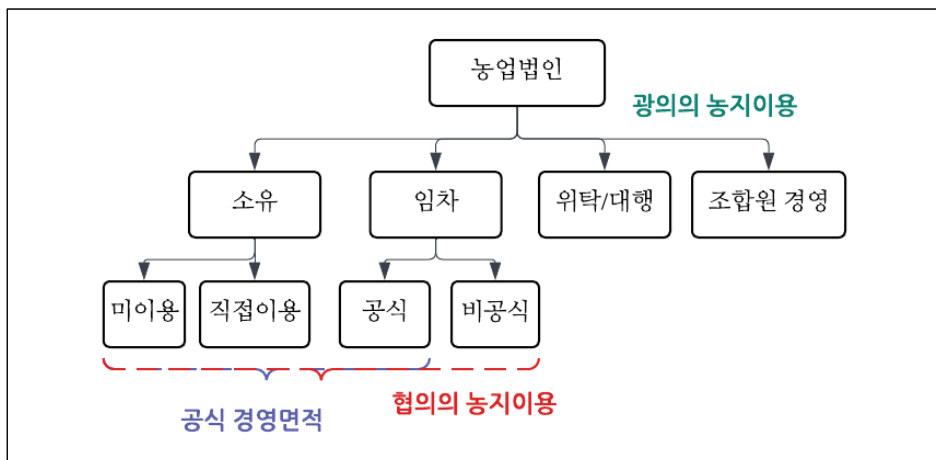 농업법인
광의의 농지이용
소유
임차
위탁/대행
조합원 경영
미이용
직접이용
공식
비공식
협의의 농지이용
공식 경영면적